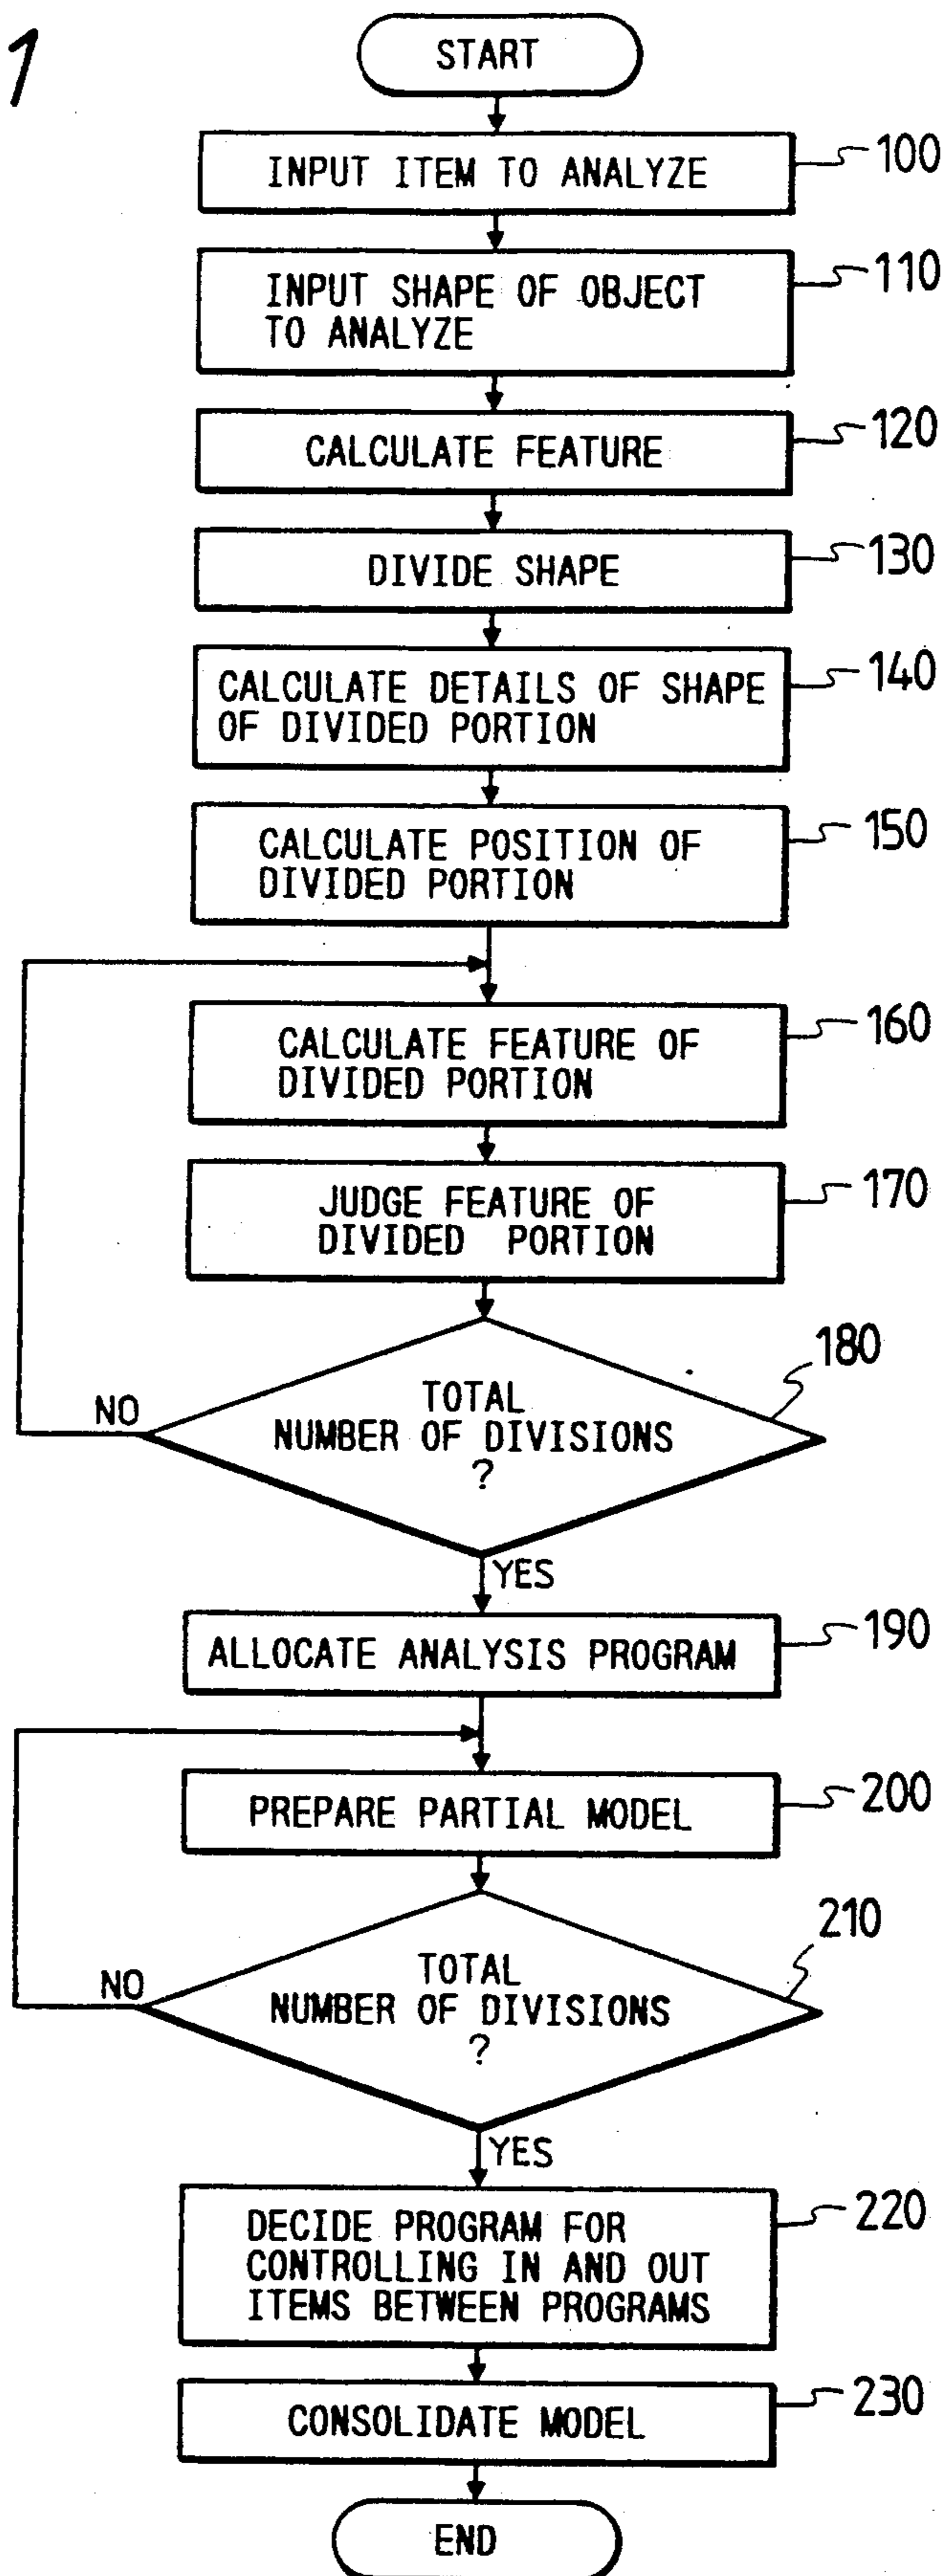 1
START
INPUT ITEM TO ANALYZE
100
INPUT SHAPE OF OBJECT
TO ANALYZE
110
CALCULATE FEATURE
120
DIVIDE SHAPE
130
CALCULATE DETAILS OF SHAPE
OF DIVIDED PORTION
140
CALCULATE POSITION OF
DIVIDED PORTION
150
CALCULATE FEATURE OF
DIVIDED PORTION
160
JUDGE FEATURE OF
DIVIDED PORTION
170
TOTAL
NUMBER OF DIVISIONS
?
180
NO
YES
ALLOCATE ANALYSIS PROGRAM
190
PREPARE PARTIAL MODEL
200
TOTAL
NUMBER OF DIVISIONS
?
210
NO
YES
DECIDE PROGRAM FOR
CONTROLLING IN AND OUT
ITEMS BETWEEN PROGRAMS
220
CONSOLIDATE MODEL
230
END